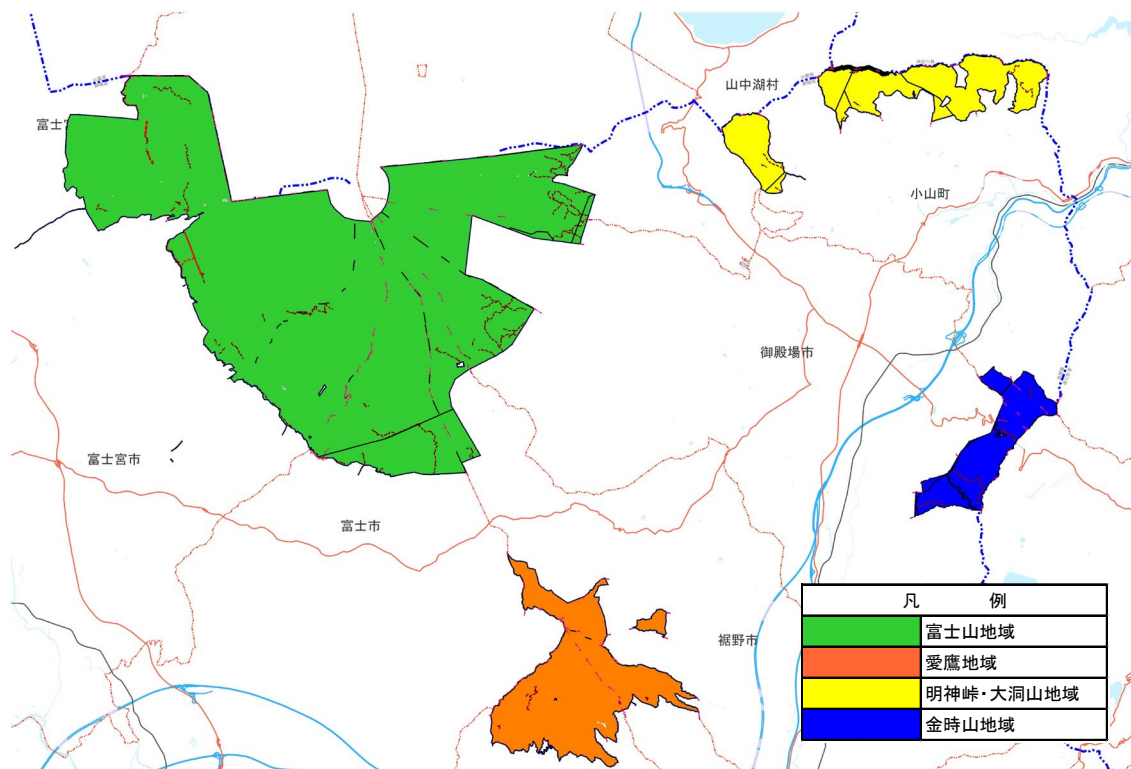 山中湖村
富士
小山町
御殿場市
富士宮市
富士市
裾野市
凡 例
富士山地域
愛鷹地域
明神峠・大洞山地域
金時山地域